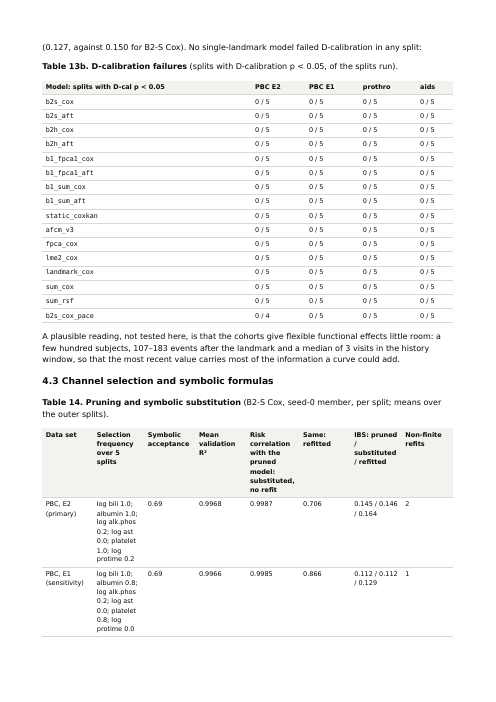 (0.127, against 0.150 for B2-S Cox). No single-landmark model failed D-calibration in any split:
Table 13b. D-calibration failures (splits with D-calibration p < 0.05, of the splits run).
Model: splits with D-cal p < 0.05 PBC E2 PBC E1 prothro aids
b2s_cox 0 / 5 0 / 5 0 / 5 0 / 5
b2s_aft 0 / 5 0 / 5 0 / 5 0 / 5
b2h_cox 0 / 5 0 / 5 0 / 5 0 / 5
b2h_aft 0 / 5 0 / 5 0 / 5 0 / 5
b1_fpca1_cox 0 / 5 0 / 5 0 / 5 0 / 5
b1_fpca1_aft 0 / 5 0 / 5 0 / 5 0 / 5
b1_sum_cox 0 / 5 0 / 5 0 / 5 0 / 5
b1_sum_aft 0 / 5 0 / 5 0 / 5 0 / 5
static_coxkan 0 / 5 0 / 5 0 / 5 0 / 5
afcm_v3 0 / 5 0 / 5 0 / 5 0 / 5
fpca_cox 0 / 5 0 / 5 0 / 5 0 / 5
lme2_cox 0 / 5 0 / 5 0 / 5 0 / 5
landmark_cox 0 / 5 0 / 5 0 / 5 0 / 5
sum_cox 0 / 5 0 / 5 0 / 5 0 / 5
sum_rsf 0 / 5 0 / 5 0 / 5 0 / 5
b2s_cox_pace 0 / 4 0 / 5 0 / 5 0 / 5
A plausible reading, not tested here, is that the cohorts give flexible functional effects little room: a
few hundred subjects, 107–183 events after the landmark and a median of 3 visits in the history
window, so that the most recent value carries most of the information a curve could add.
4.3 Channel selection and symbolic formulas
Table 14. Pruning and symbolic substitution (B2-S Cox, seed-0 member, per split; means over
the outer splits).
Data set Selection Symbolic Mean Risk Same: IBS: pruned Non-finite
frequency acceptance validation correlation refitted / refits
over 5 R² with the substituted
splits pruned / refitted
model:
substituted,
no refit
PBC, E2 log bili 1.0; 0.69 0.9968 0.9987 0.706 0.145 / 0.146 2
(primary) albumin 1.0; / 0.164
log alk.phos
0.2; log ast
0.0; platelet
1.0; log
protime 0.2
PBC, E1 log bili 1.0; 0.69 0.9966 0.9985 0.866 0.112 / 0.112 1
(sensitivity) albumin 0.8; / 0.129
log alk.phos
0.2; log ast
0.0; platelet
0.8; log
protime 0.0